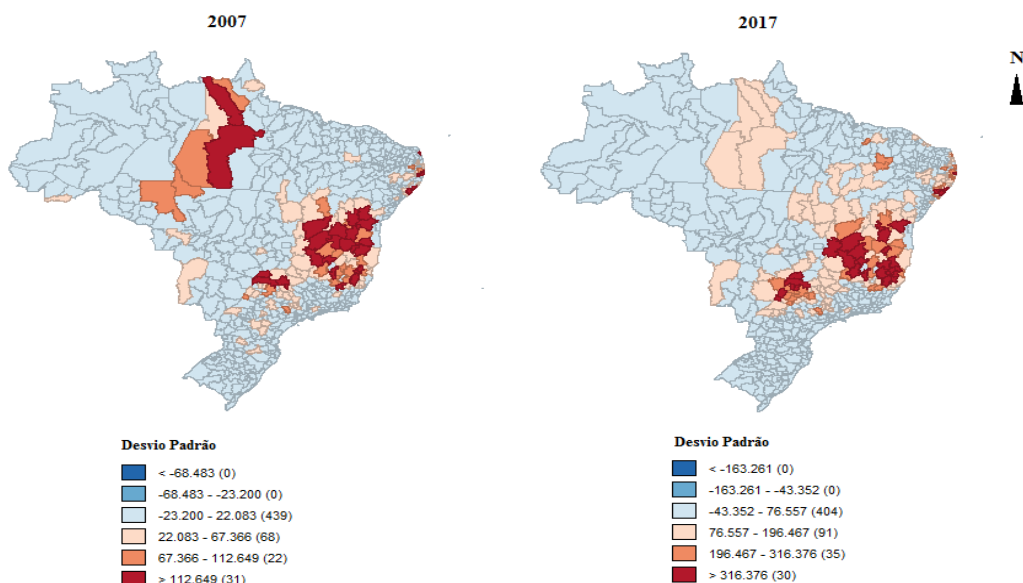 2007
2017
N
Desvio Padrão
< -68.483 (0)
-68.483 - -23.200 (0)
-23.200 - 22.083 (439)
22.083 - 67.366 (68)
67.366 - 112.649 (22)
> 112.649 (31)
Desvio Padrão
< -163.261 (0)
-163.261 - -43.352 (0)
-43.352 - 76.557 (404)
76.557 - 196.467 (91)
196.467 - 316.376 (35)
> 316.376 (30)